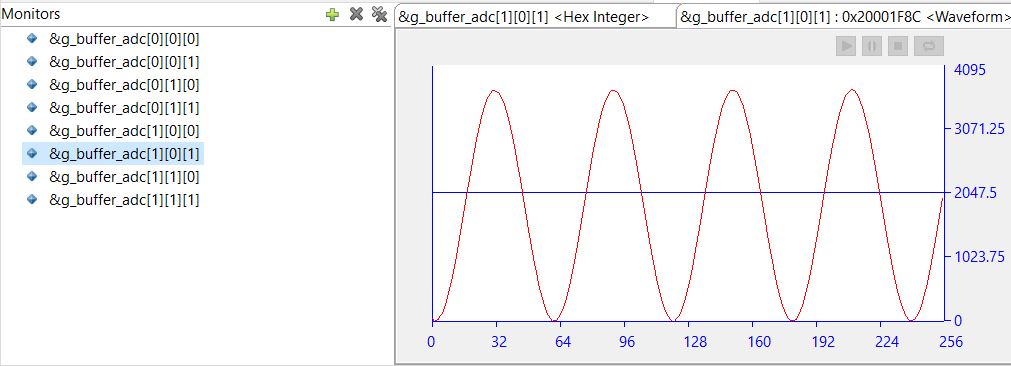 Monitors
&g_buffer_adc[0][0][0]
&g_buffer_adc[0][0][1]
&g_buffer_adc[0][1][0]
&g_buffer_adc[0][1][1]
&g_buffer_adc[1][0][0]
&g_buffer_adc[1][0][1]
&g_buffer_adc[1][1][0]
&g_buffer_adc[1][1][1]
&g_buffer_adc[1][0][1] <Hex Integer>
&g_buffer_adc[1][0][1] : 0x20001F8C <Waveform>
4095
3071.25
2047.5
1023.75
0
0 32 64 96 128 160 192 224 256